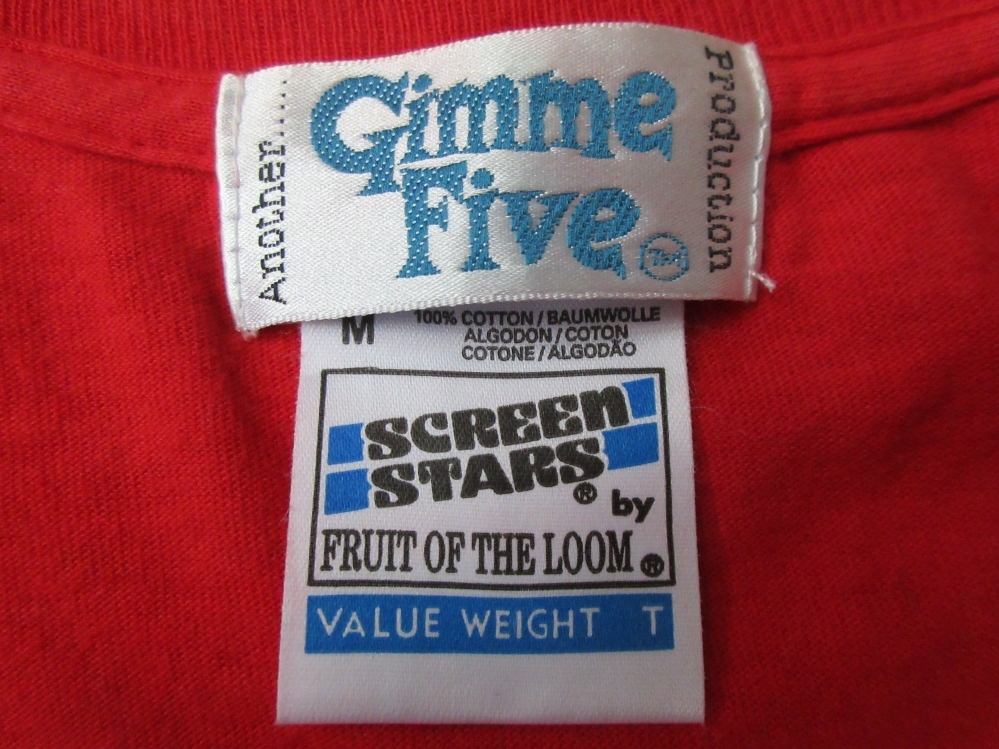 Another.....
Gimme
Five
TM
Production
M
100% COTTON / BAUMWOLLE
ALGODON / COTON
COTONE / ALGODÃO
SCREEN
STARS®
by
FRUIT OF THE LOOM®
VALUE WEIGHT T